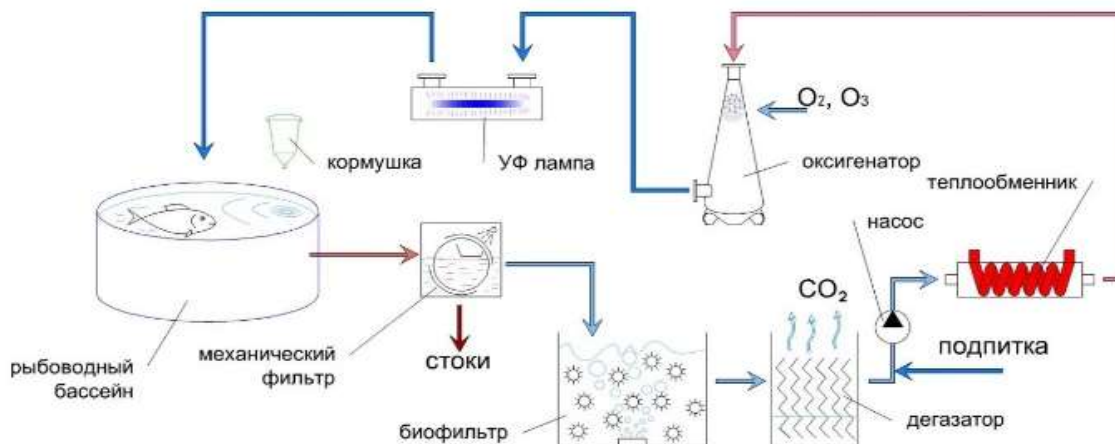 O₂, O₃
кормушка
УФ лампа
оксигенатор
теплообменник
насос
CO₂
рыбоводный
бассейн
механический
фильтр
стоки
подпитка
биофильтр
дегазатор